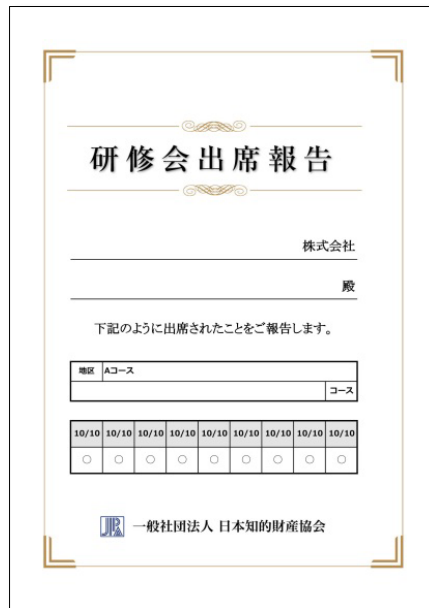 研修会出席報告
株式会社
殿
下記のように出席されたことをご報告します。
地区 Aコース
コース
10/10 10/10 10/10 10/10 10/10 10/10 10/10 10/10 10/10
○ ○ ○ ○ ○ ○ ○ ○ ○
JIPA 一般社団法人 日本知的財産協会